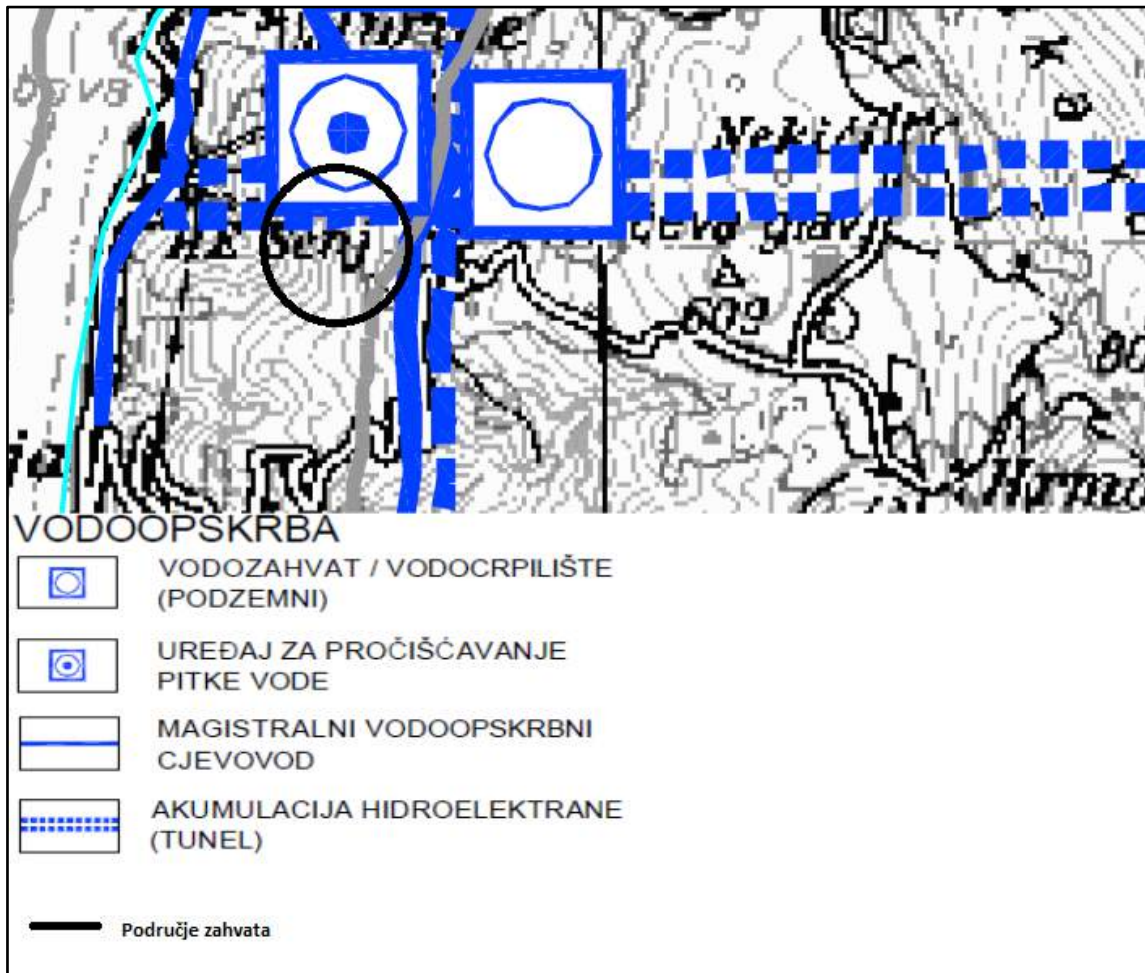 HE Senj
609
VODOOPSKRBA
VODOZAHVAT / VODOCRPILIŠTE
(PODZEMNI)
UREĐAJ ZA PROČIŠĆAVANJE
PITKE VODE
MAGISTRALNI VODOOPSKRBNI
CJEVOVOD
AKUMULACIJA HIDROELEKTRANE
(TUNEL)
Područje zahvata